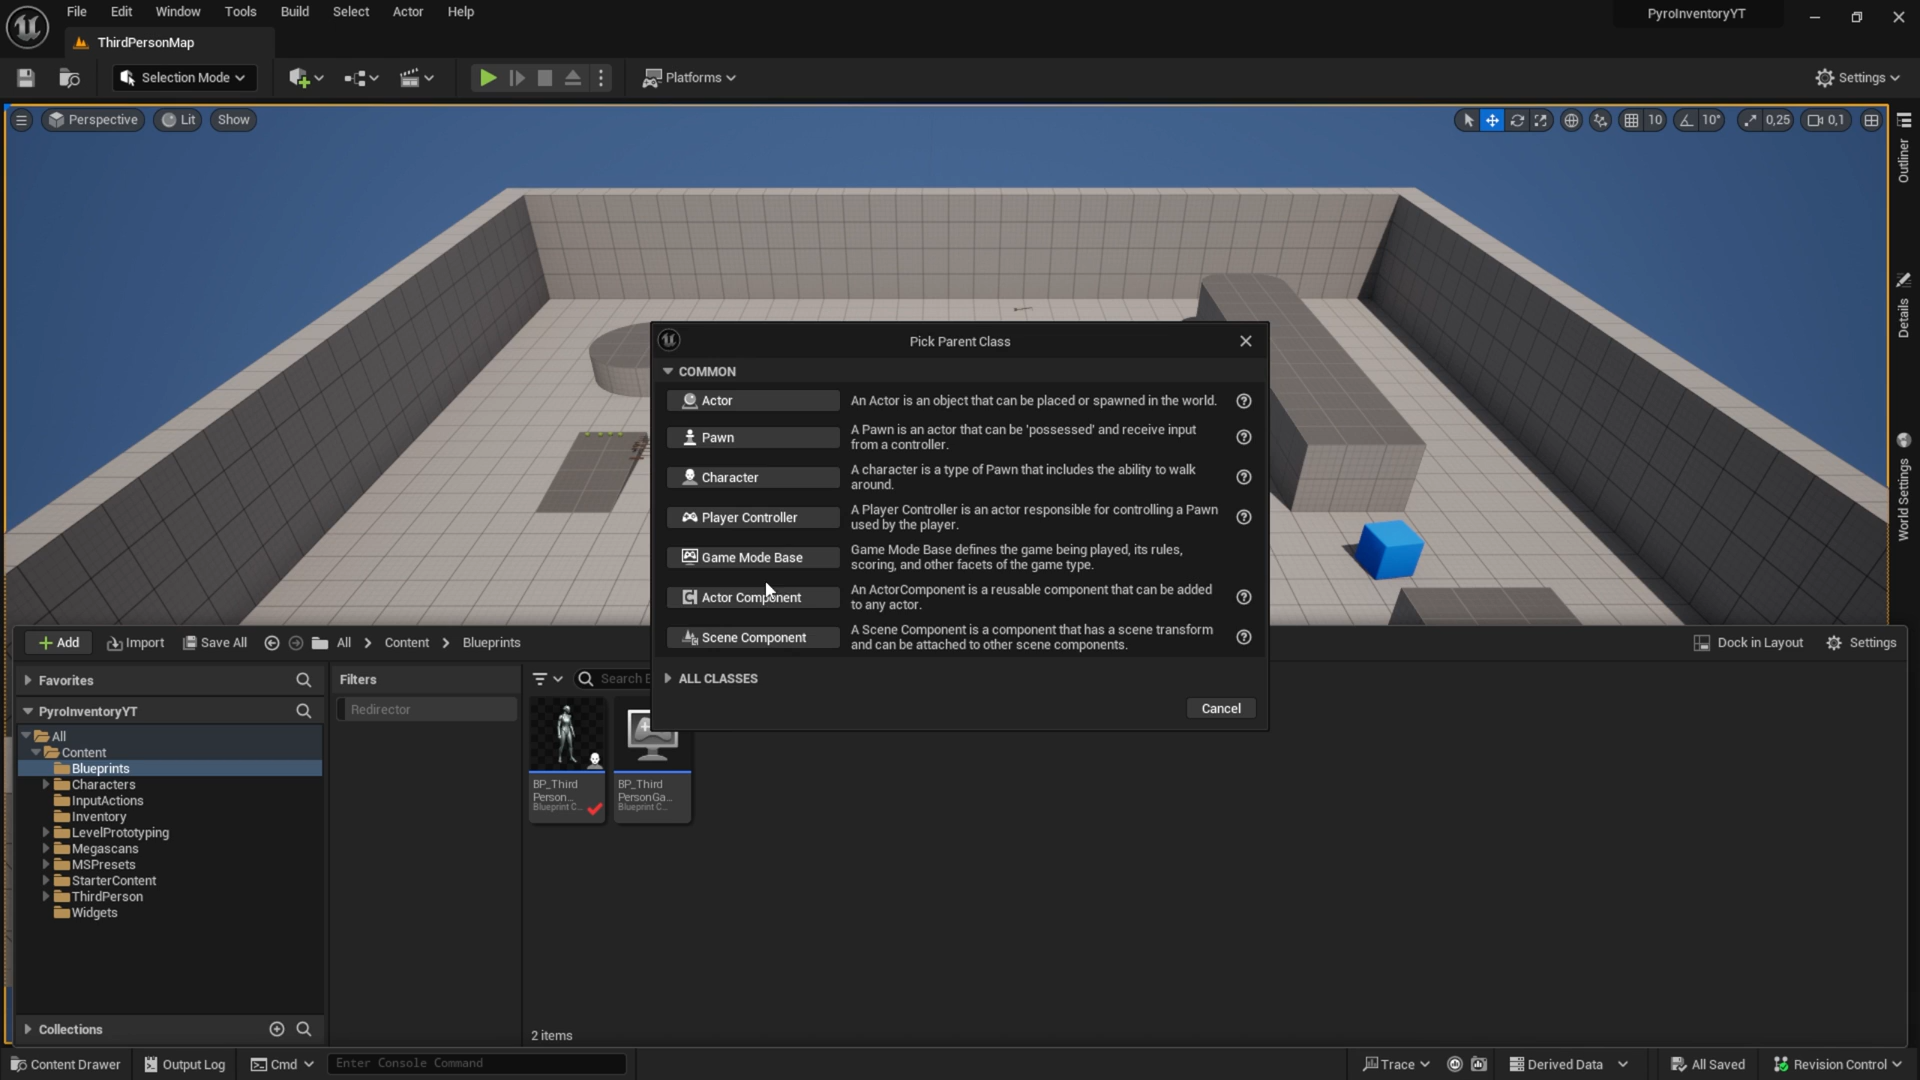 File Edit Window Tools Build Select Actor Help
PyroInventoryYT
ThirdPersonMap
Selection Mode
Platforms
Settings
Perspective
Lit
Show
10
10°
0,25
0,1
Outliner
Details
World Settings
Pick Parent Class
COMMON
Actor
An Actor is an object that can be placed or spawned in the world.
Pawn
A Pawn is an actor that can be 'possessed' and receive input
from a controller.
Character
A character is a type of Pawn that includes the ability to walk
around.
Player Controller
A Player Controller is an actor responsible for controlling a Pawn
used by the player.
Game Mode Base
Game Mode Base defines the game being played, its rules,
scoring, and other facets of the game type.
Actor Component
An ActorComponent is a reusable component that can be added
to any actor.
Scene Component
A Scene Component is a component that has a scene transform
and can be attached to other scene components.
ALL CLASSES
Cancel
Add
Import
Save All
All
Content
Blueprints
Dock in Layout
Settings
Favorites
PyroInventoryYT
All
Content
Blueprints
Characters
InputActions
Inventory
LevelPrototyping
Megascans
MSPresets
StarterContent
ThirdPerson
Widgets
Collections
Filters
Redirector
Search
BP_Third
Person...
Blueprint C...
BP_Third
PersonGa...
Blueprint C...
2 items
Content Drawer
Output Log
Cmd
Enter Console Command
Trace
Derived Data
All Saved
Revision Control